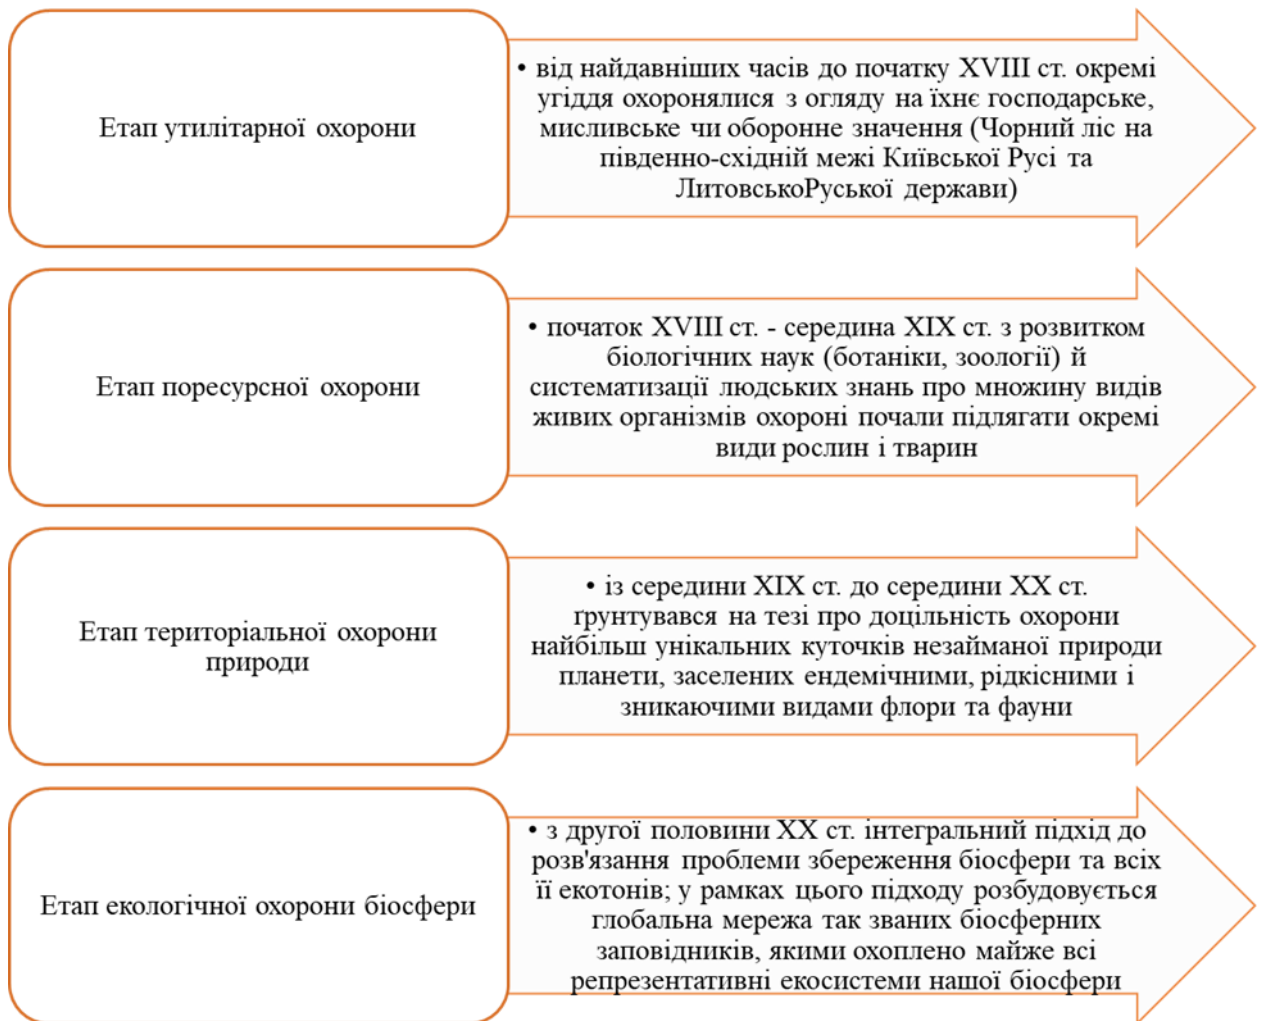 Етап утилітарної охорони
• від найдавніших часів до початку XVIII ст. окремі
угіддя охоронялися з огляду на їхнє господарське,
мисливське чи оборонне значення (Чорний ліс на
південно-східній межі Київської Русі та
ЛитовськоРуської держави)
Етап поресурсної охорони
• початок XVIII ст. - середина XIX ст. з розвитком
біологічних наук (ботаніки, зоології) й
систематизації людських знань про множину видів
живих організмів охороні почали підлягати окремі
види рослин і тварин
Етап територіальної охорони
природи
• із середини XIX ст. до середини XX ст.
ґрунтувався на тезі про доцільність охорони
найбільш унікальних куточків незайманої природи
планети, заселених ендемічними, рідкісними і
зникаючими видами флори та фауни
Етап екологічної охорони біосфери
• з другої половини XX ст. інтегральний підхід до
розв'язання проблеми збереження біосфери та всіх
її екотонів; у рамках цього підходу розбудовується
глобальна мережа так званих біосферних
заповідників, якими охоплено майже всі
репрезентативні екосистеми нашої біосфери